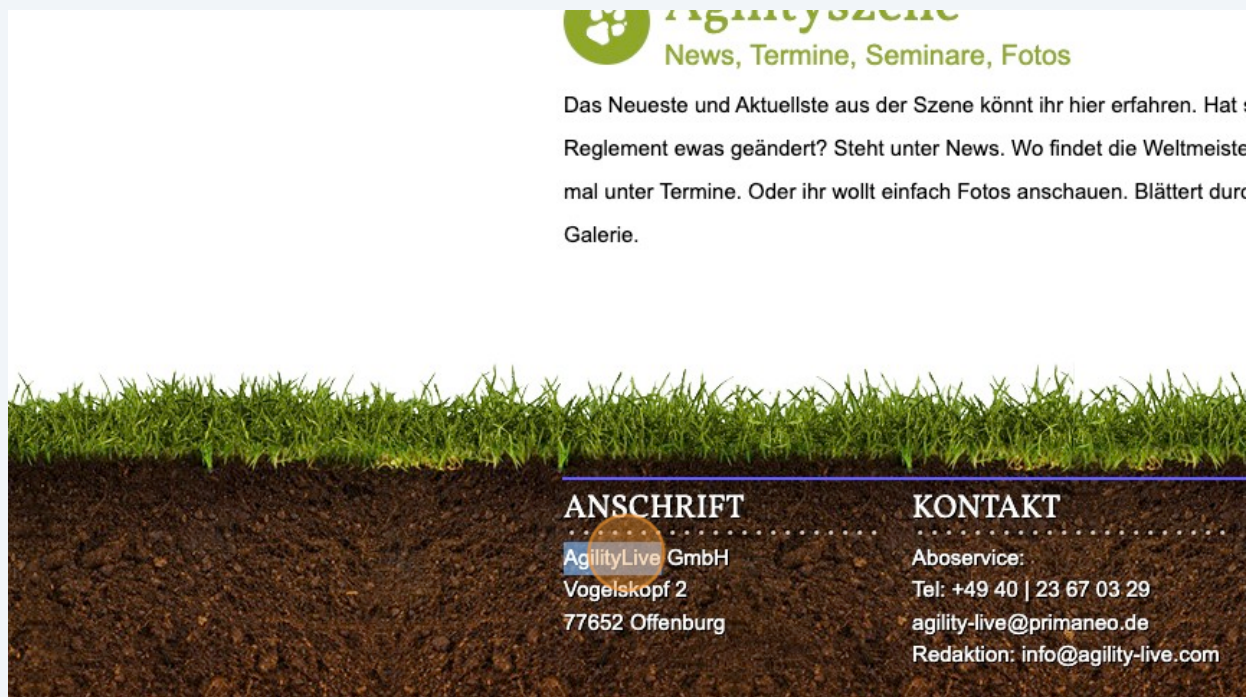 Agilityszene
News, Termine, Seminare, Fotos
Das Neueste und Aktuellste aus der Szene könnt ihr hier erfahren. Hat
Reglement ewas geändert? Steht unter News. Wo findet die Weltmeiste
mal unter Termine. Oder ihr wollt einfach Fotos anschauen. Blättert durc
Galerie.
ANSCHRIFT
AgilityLive GmbH
Vogelskopf 2
77652 Offenburg
KONTAKT
Aboservice:
Tel: +49 40 | 23 67 03 29
agility-live@primaneo.de
Redaktion: info@agility-live.com